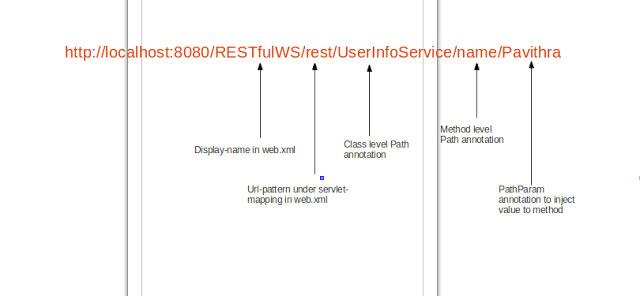 http://localhost:8080/RESTfulWS/rest/UserInfoService/name/Pavithra
Display-name in web.xml
Url-pattern under servlet-
mapping in web.xml
Class level Path
annotation
Method level
Path annotation
PathParam
annotation to inject
value to method